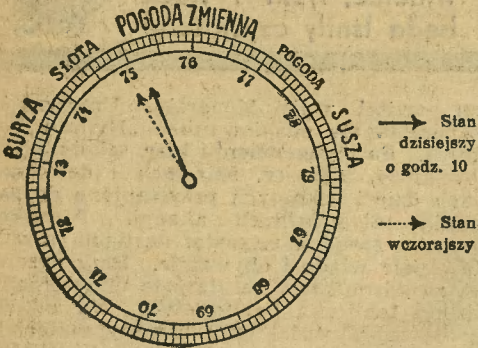 BURZA
SŁOTA
POGODA ZMIENNA
POGODA
SUSZA
73
74
75
76
77
78
79
67
68
69
70
71
72
Stan
dzisiejszy
o godz. 10
Stan
wczorajszy